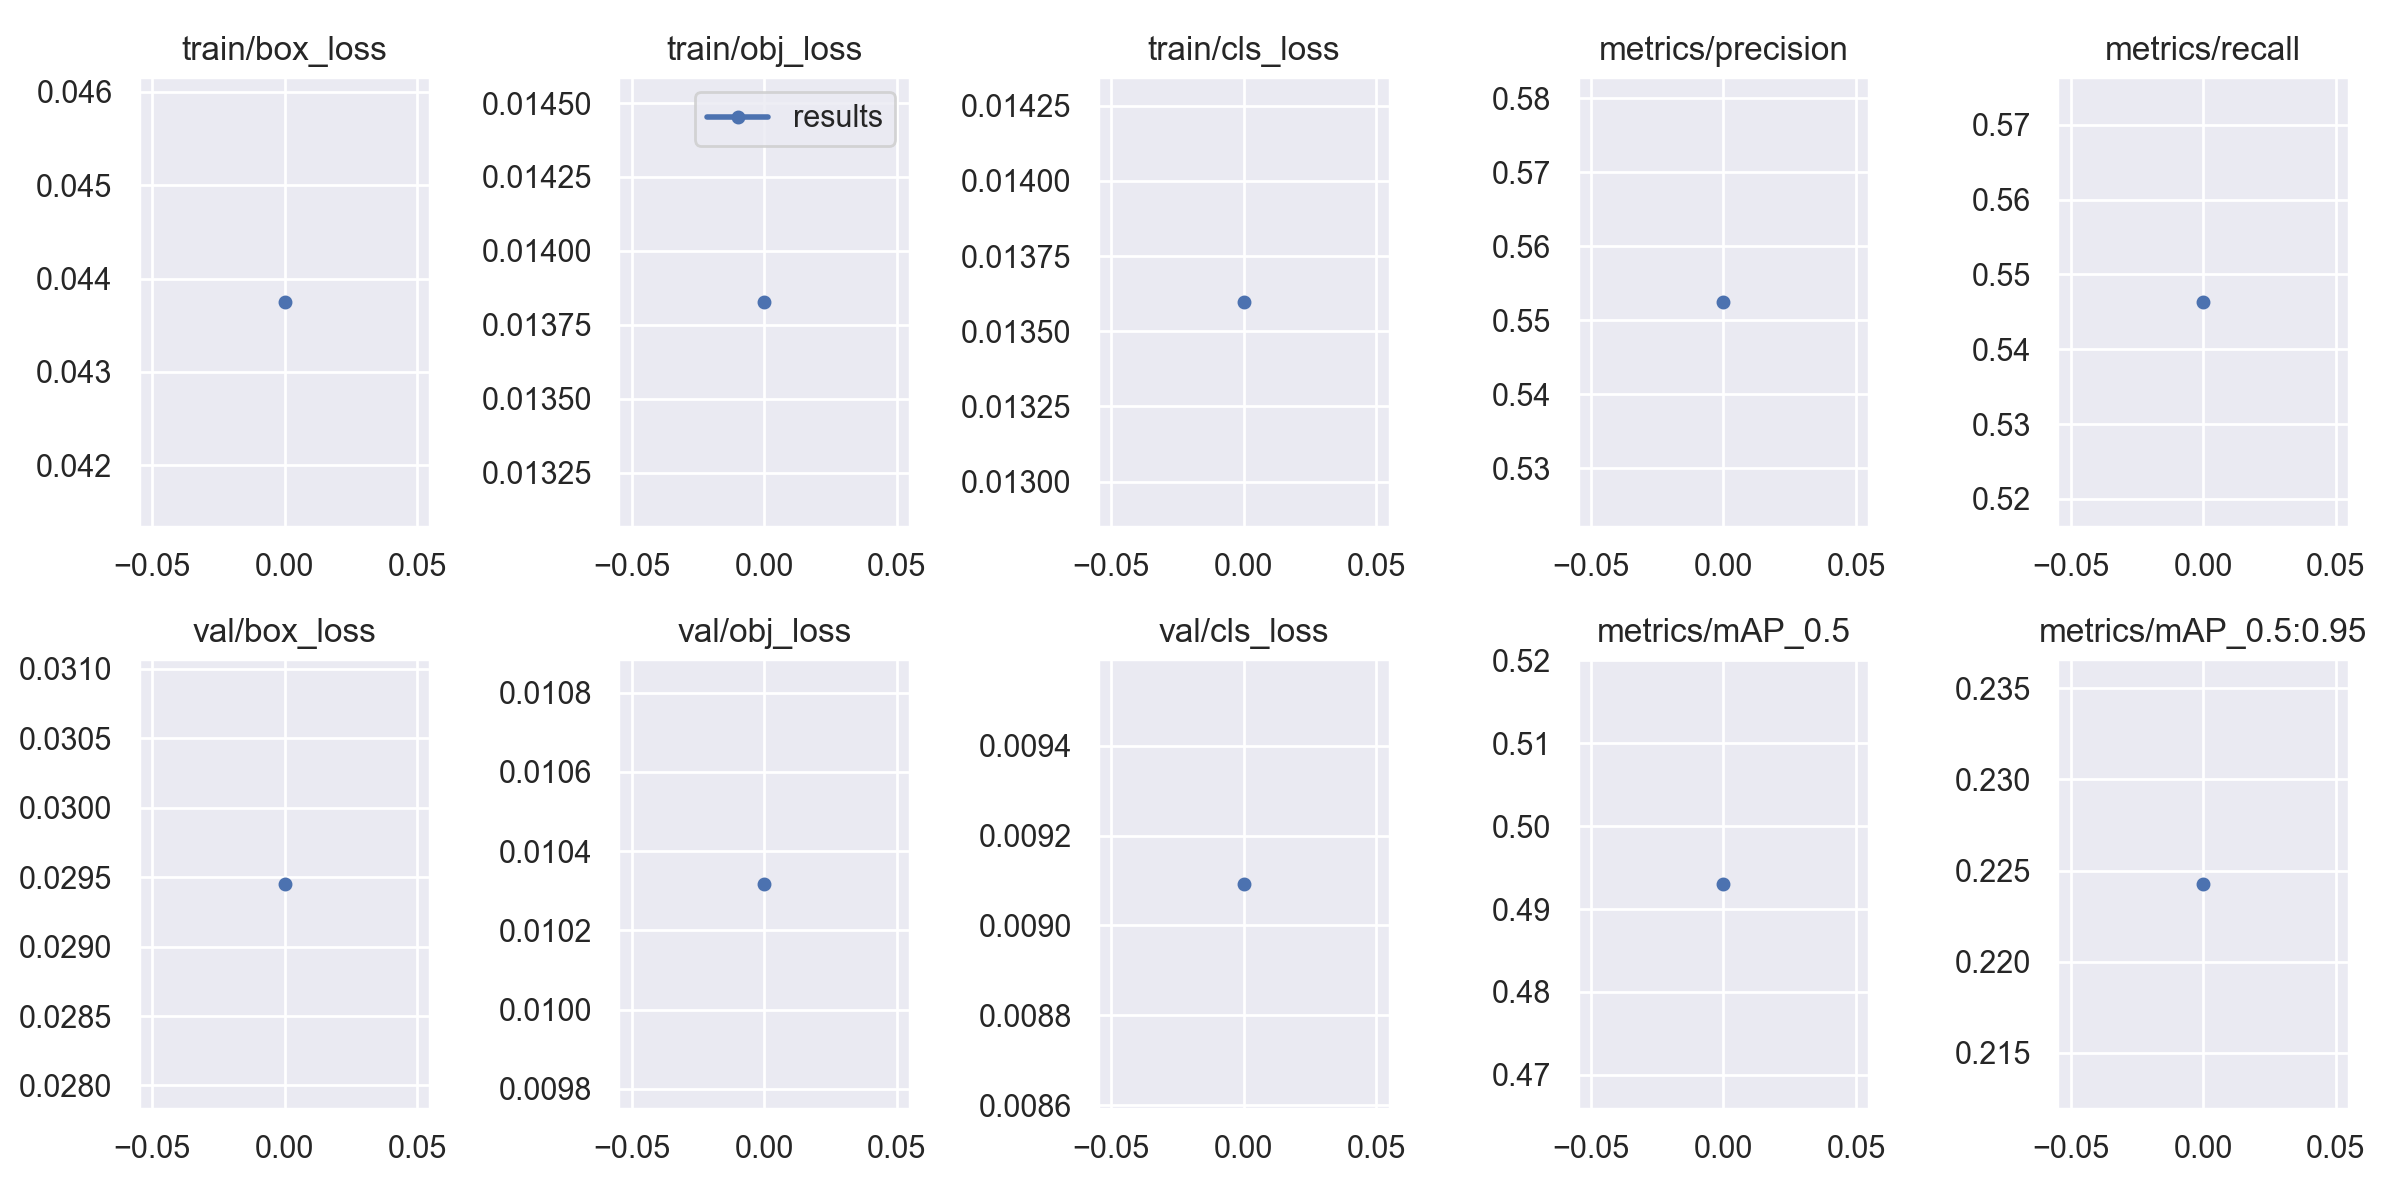 train/box_loss
0.046
0.045
0.044
0.043
0.042
−0.05 0.00 0.05
train/obj_loss
results
0.01450
0.01425
0.01400
0.01375
0.01350
0.01325
−0.05 0.00 0.05
train/cls_loss
0.01425
0.01400
0.01375
0.01350
0.01325
0.01300
−0.05 0.00 0.05
metrics/precision
0.58
0.57
0.56
0.55
0.54
0.53
−0.05 0.00 0.05
metrics/recall
0.57
0.56
0.55
0.54
0.53
0.52
−0.05 0.00 0.05
val/box_loss
0.0310
0.0305
0.0300
0.0295
0.0290
0.0285
0.0280
−0.05 0.00 0.05
val/obj_loss
0.0108
0.0106
0.0104
0.0102
0.0100
0.0098
−0.05 0.00 0.05
val/cls_loss
0.0094
0.0092
0.0090
0.0088
0.0086
−0.05 0.00 0.05
metrics/mAP_0.5
0.52
0.51
0.50
0.49
0.48
0.47
−0.05 0.00 0.05
metrics/mAP_0.5:0.95
0.235
0.230
0.225
0.220
0.215
−0.05 0.00 0.05